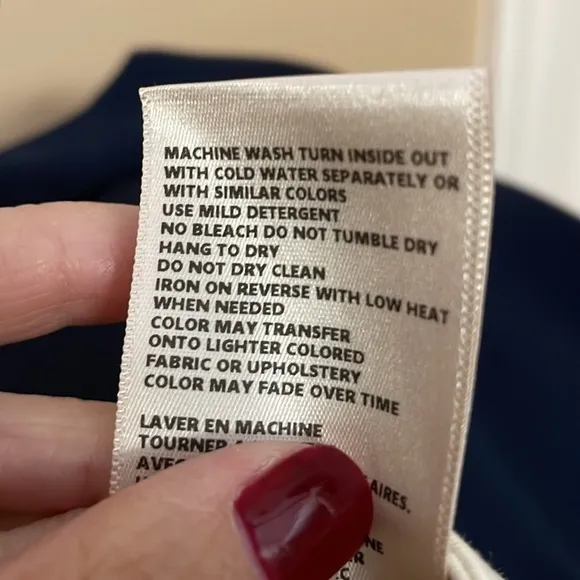 MACHINE WASH TURN INSIDE OUT
WITH COLD WATER SEPARATELY OR
WITH SIMILAR COLORS
USE MILD DETERGENT
NO BLEACH DO NOT TUMBLE DRY
HANG TO DRY
DO NOT DRY CLEAN
IRON ON REVERSE WITH LOW HEAT
WHEN NEEDED
COLOR MAY TRANSFER
ONTO LIGHTER COLORED
FABRIC OR UPHOLSTERY
COLOR MAY FADE OVER TIME
LAVER EN MACHINE
TOURNER